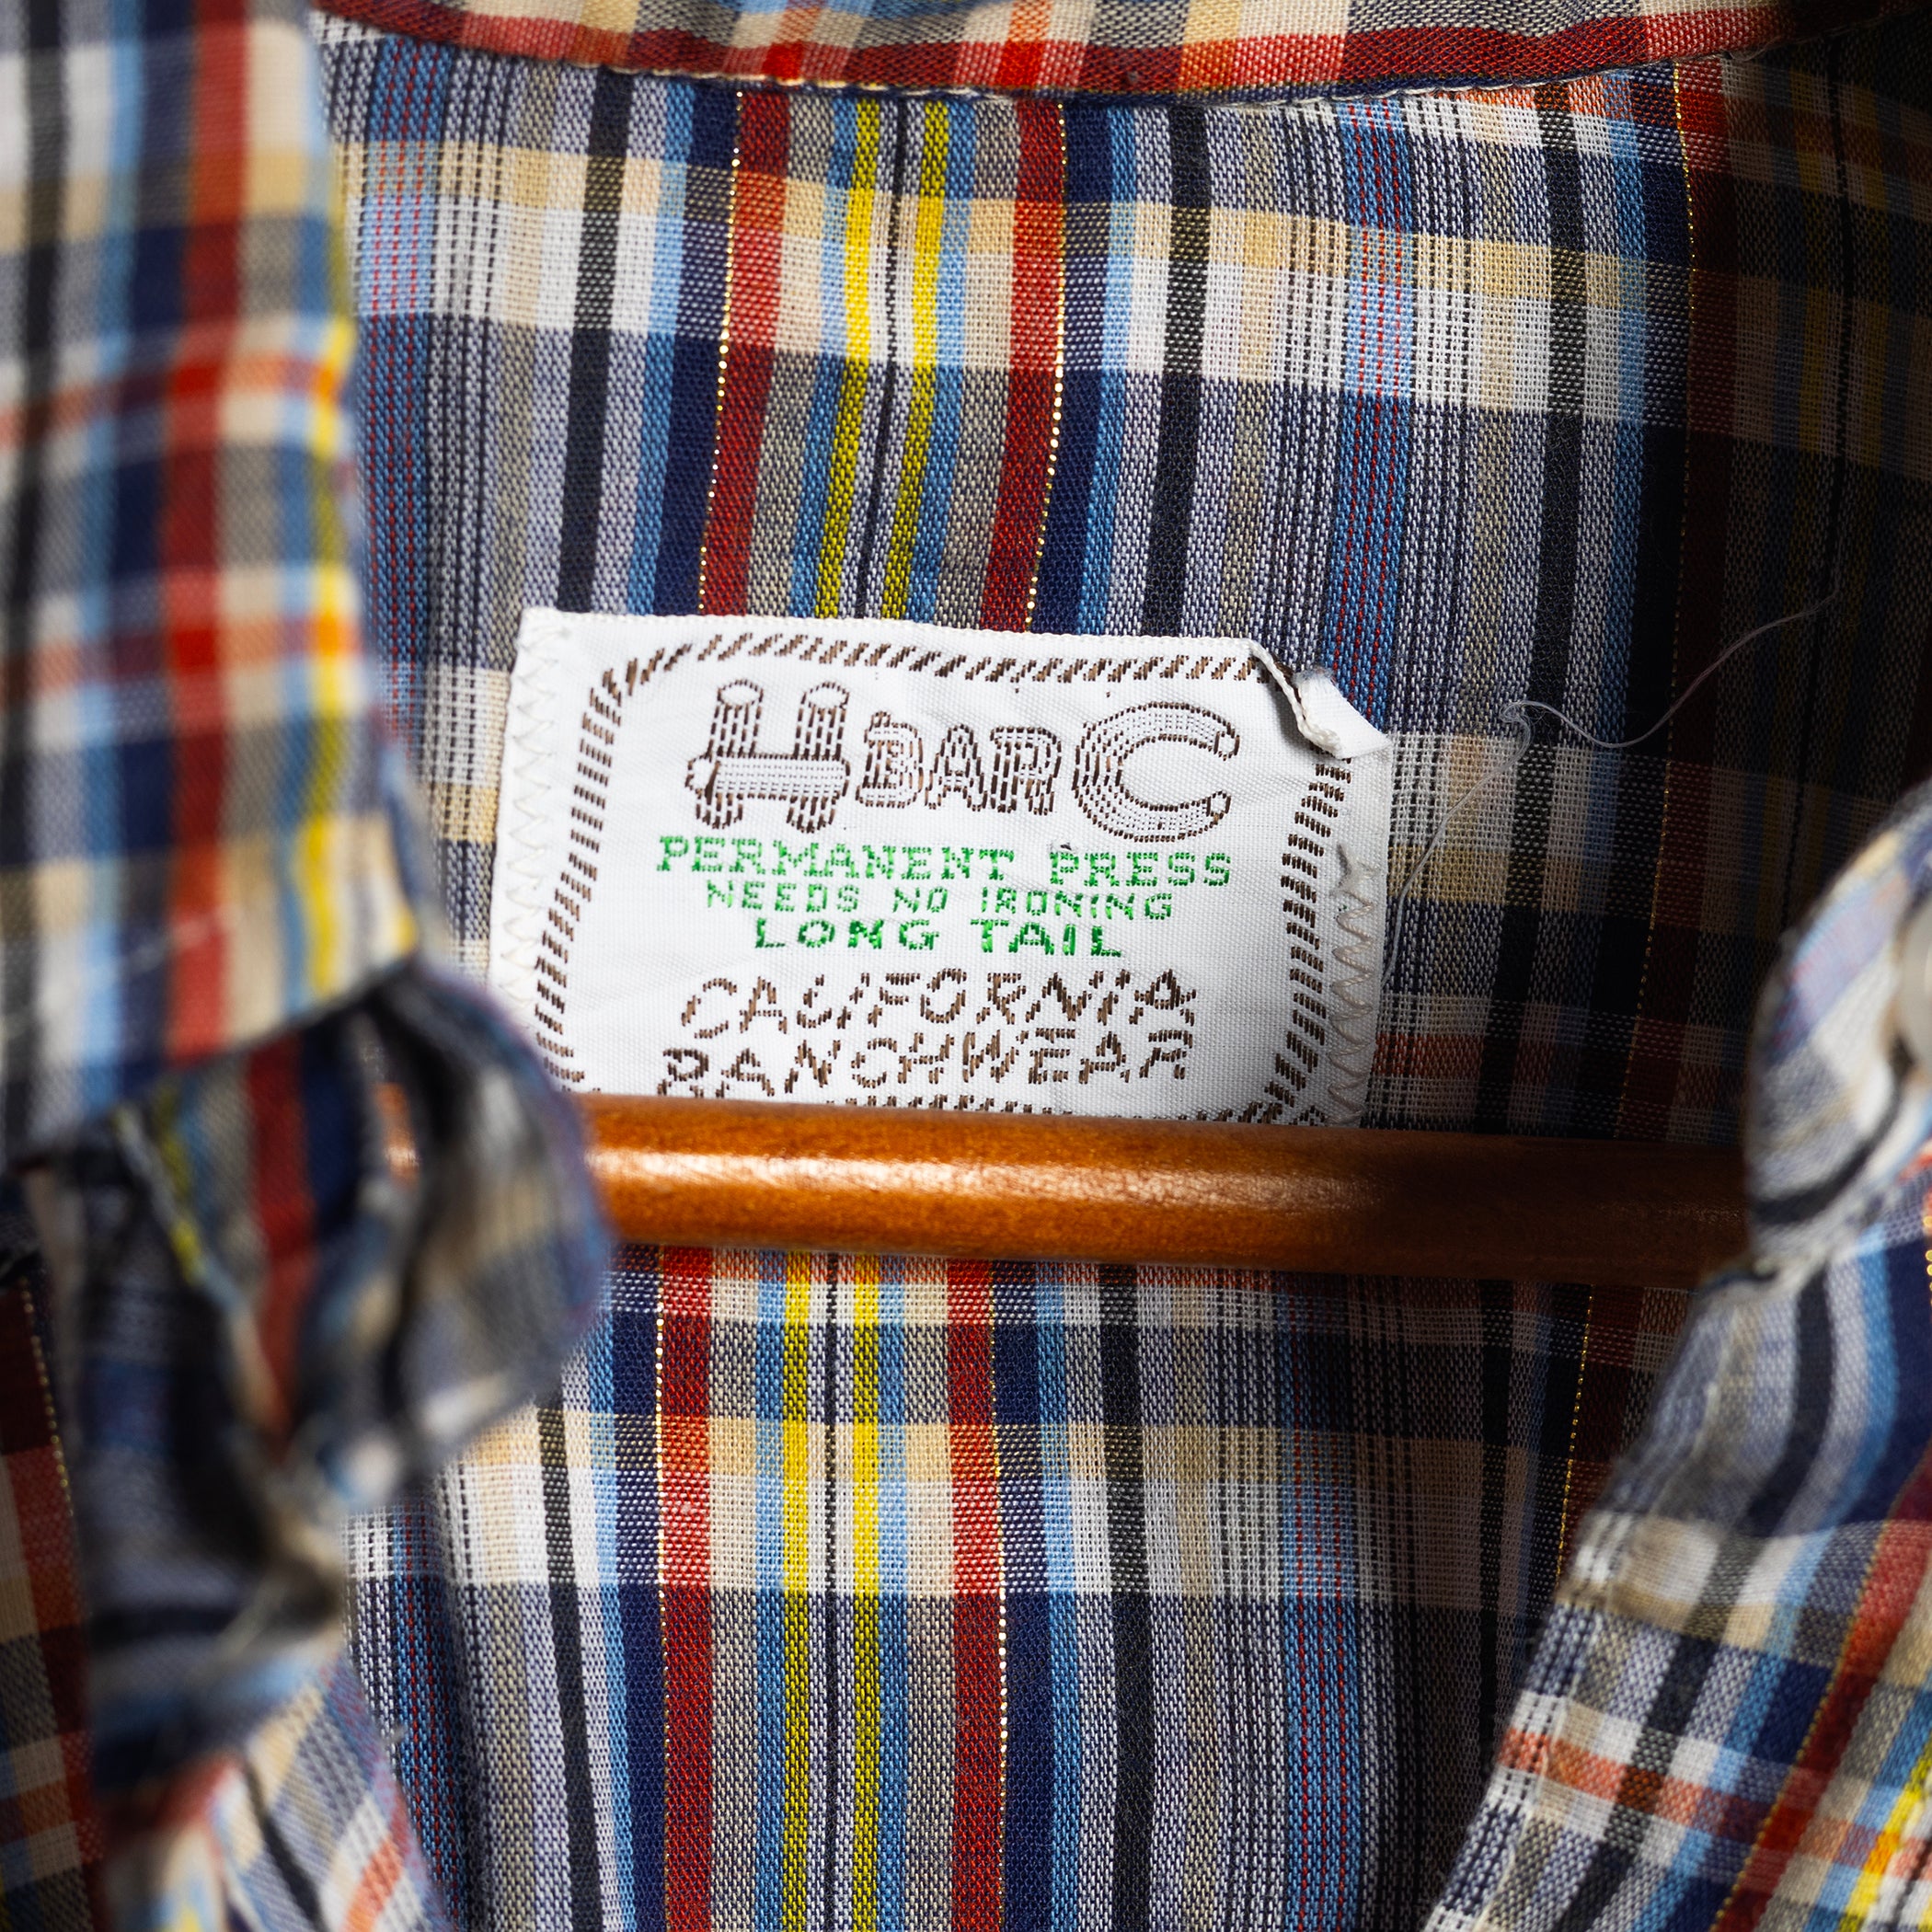 H BAR C
PERMANENT PRESS
NEEDS NO IRONING
LONG TAIL
CALIFORNIA
RANCHWEAR